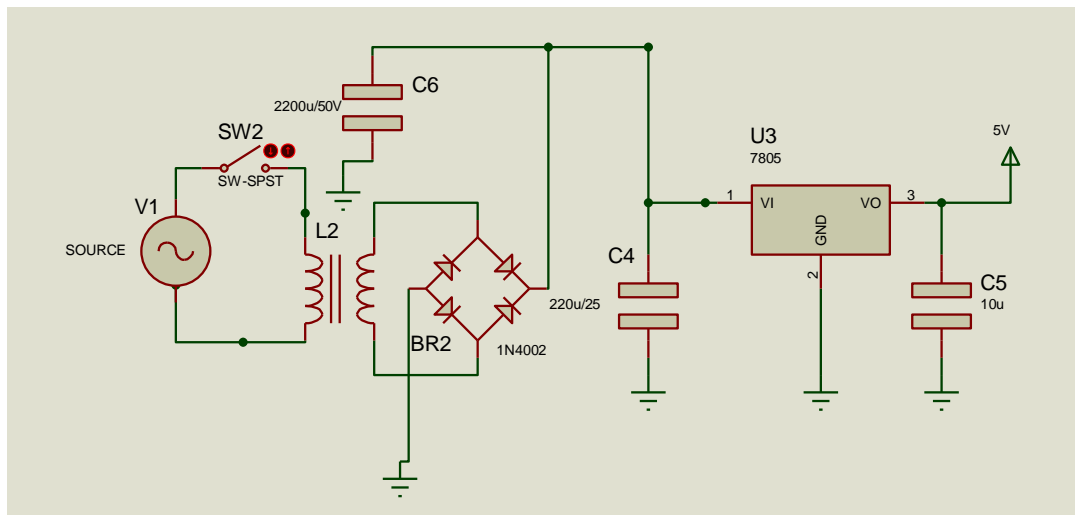 C6
2200u/50V
SW2
SW-SPST
V1
SOURCE
L2
BR2
1N4002
220u/25
C4
U3
7805
1
VI
VO
3
GND
2
5V
C5
10u